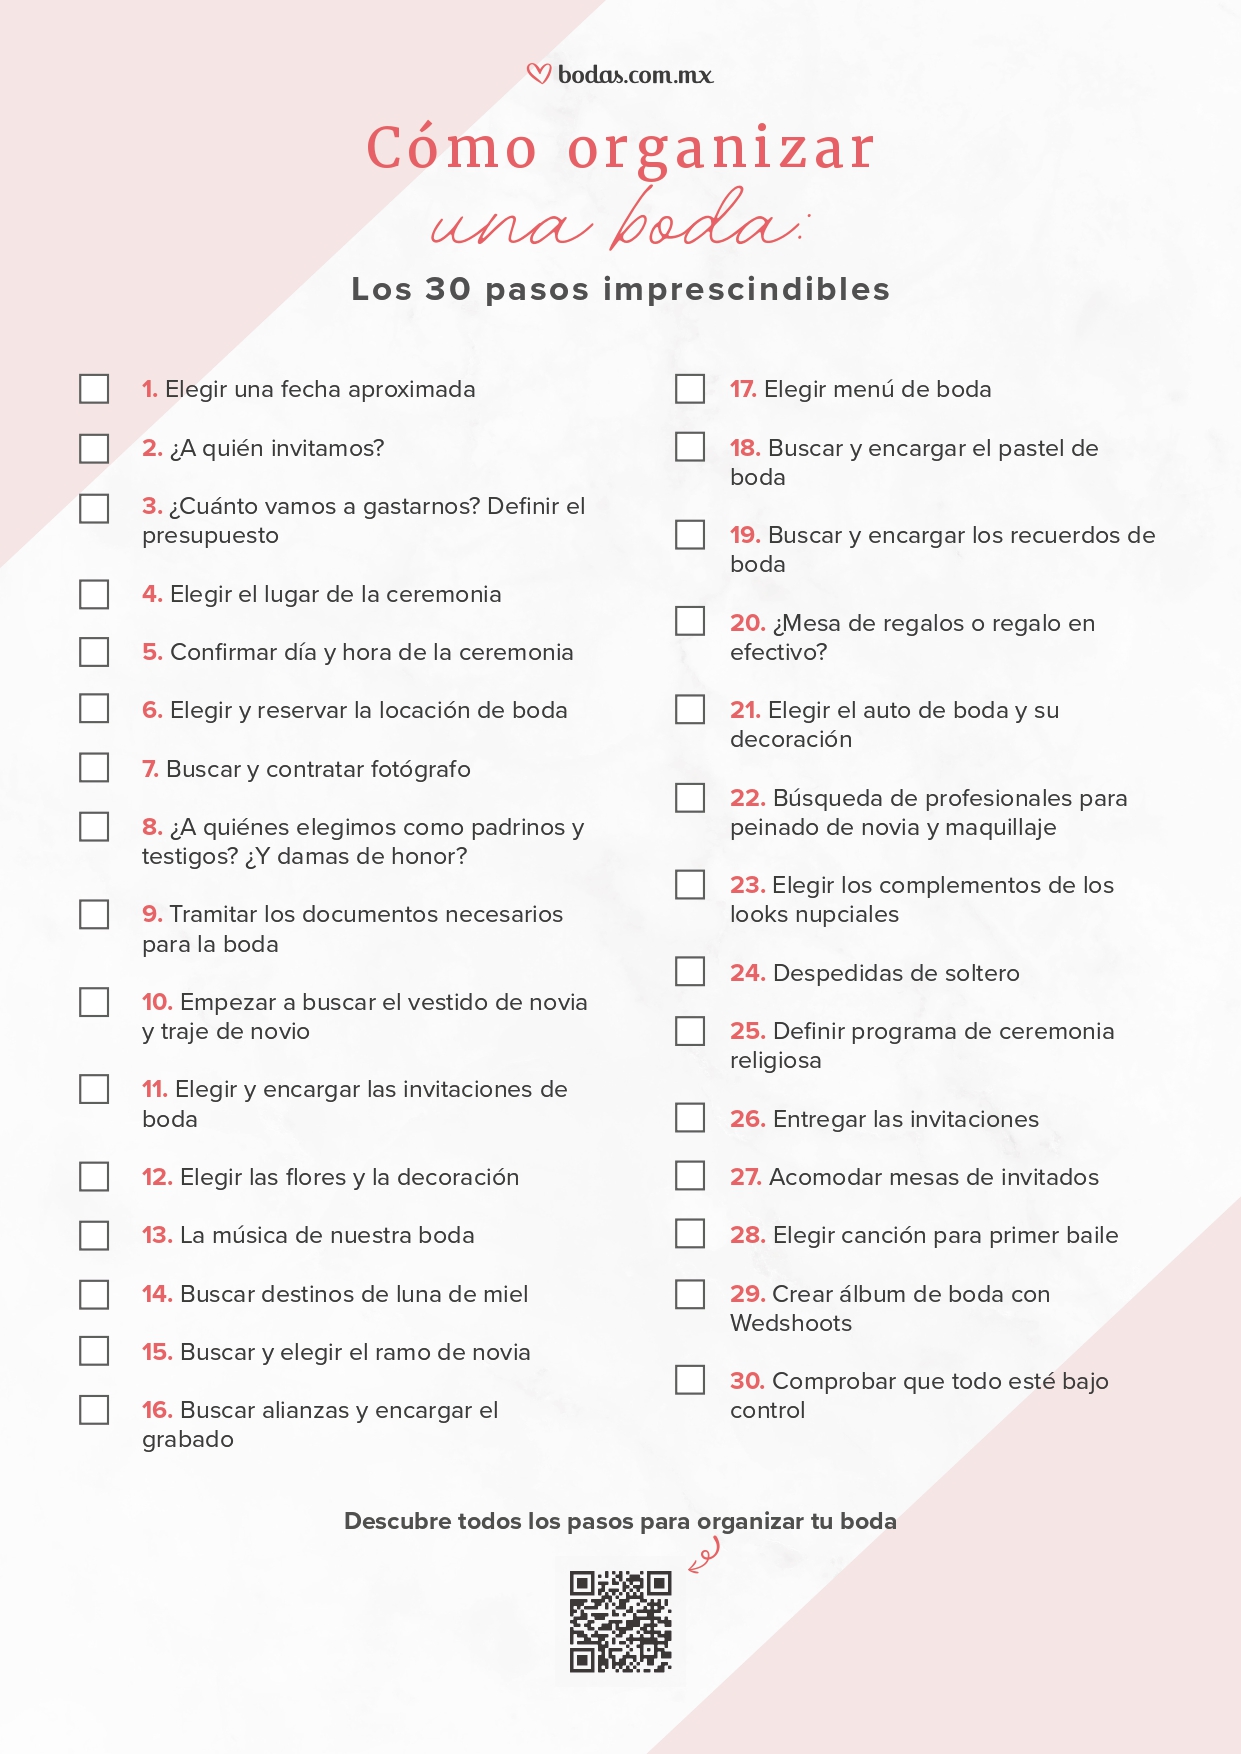 bodas.com.mx
Cómo organizar
una boda:
Los 30 pasos imprescindibles
1. Elegir una fecha aproximada
2. ¿A quién invitamos?
3. ¿Cuánto vamos a gastarnos? Definir el
presupuesto
4. Elegir el lugar de la ceremonia
5. Confirmar día y hora de la ceremonia
6. Elegir y reservar la locación de boda
7. Buscar y contratar fotógrafo
8. ¿A quiénes elegimos como padrinos y
testigos? ¿Y damas de honor?
9. Tramitar los documentos necesarios
para la boda
10. Empezar a buscar el vestido de novia
y traje de novio
11. Elegir y encargar las invitaciones de
boda
12. Elegir las flores y la decoración
13. La música de nuestra boda
14. Buscar destinos de luna de miel
15. Buscar y elegir el ramo de novia
16. Buscar alianzas y encargar el
grabado
17. Elegir menú de boda
18. Buscar y encargar el pastel de
boda
19. Buscar y encargar los recuerdos de
boda
20. ¿Mesa de regalos o regalo en
efectivo?
21. Elegir el auto de boda y su
decoración
22. Búsqueda de profesionales para
peinado de novia y maquillaje
23. Elegir los complementos de los
looks nupciales
24. Despedidas de soltero
25. Definir programa de ceremonia
religiosa
26. Entregar las invitaciones
27. Acomodar mesas de invitados
28. Elegir canción para primer baile
29. Crear álbum de boda con
Wedshoots
30. Comprobar que todo esté bajo
control
Descubre todos los pasos para organizar tu boda